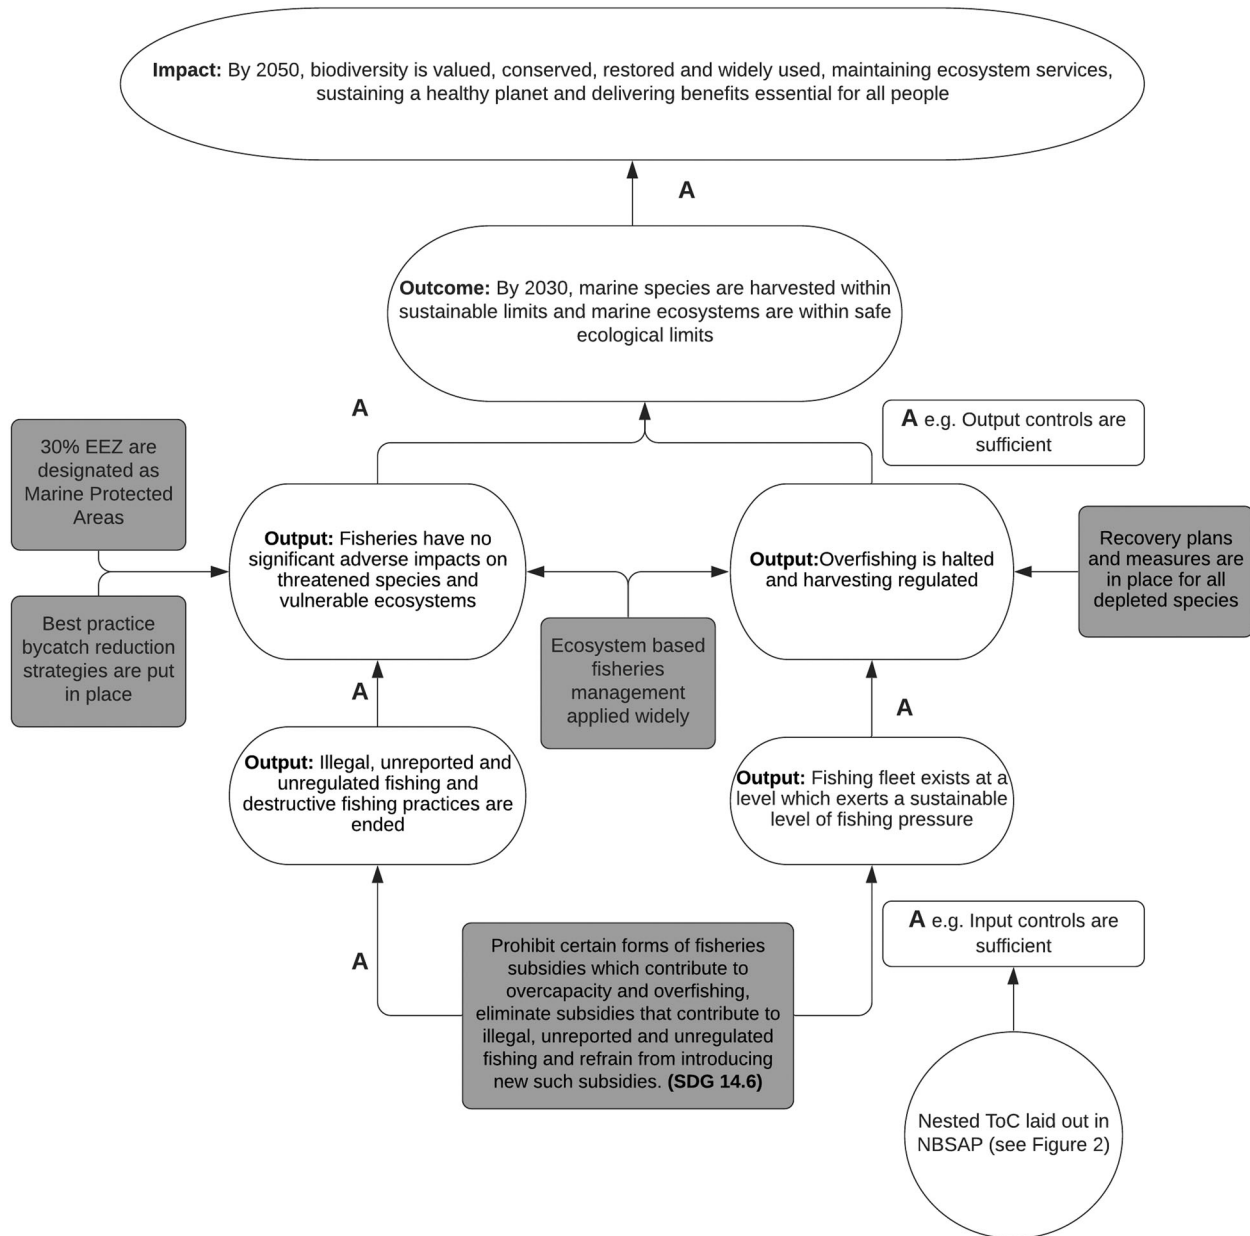 Impact: By 2050, biodiversity is valued, conserved, restored and widely used, maintaining ecosystem services,
sustaining a healthy planet and delivering benefits essential for all people
A
Outcome: By 2030, marine species are harvested within
sustainable limits and marine ecosystems are within safe
ecological limits
A
A e.g. Output controls are
sufficient
30% EEZ are
designated as
Marine Protected
Areas
Best practice
bycatch reduction
strategies are put
in place
Output: Fisheries have no
significant adverse impacts on
threatened species and
vulnerable ecosystems
Ecosystem based
fisheries
management
applied widely
Output:Overfishing is halted
and harvesting regulated
Recovery plans
and measures are
in place for all
depleted species
A
A
Output: Illegal, unreported and
unregulated fishing and
destructive fishing practices are
ended
Output: Fishing fleet exists at a
level which exerts a sustainable
level of fishing pressure
A
Prohibit certain forms of fisheries
subsidies which contribute to
overcapacity and overfishing,
eliminate subsidies that contribute to
illegal, unreported and unregulated
fishing and refrain from introducing
new such subsidies. (SDG 14.6)
A e.g. Input controls are
sufficient
Nested ToC laid out in
NBSAP (see Figure 2)